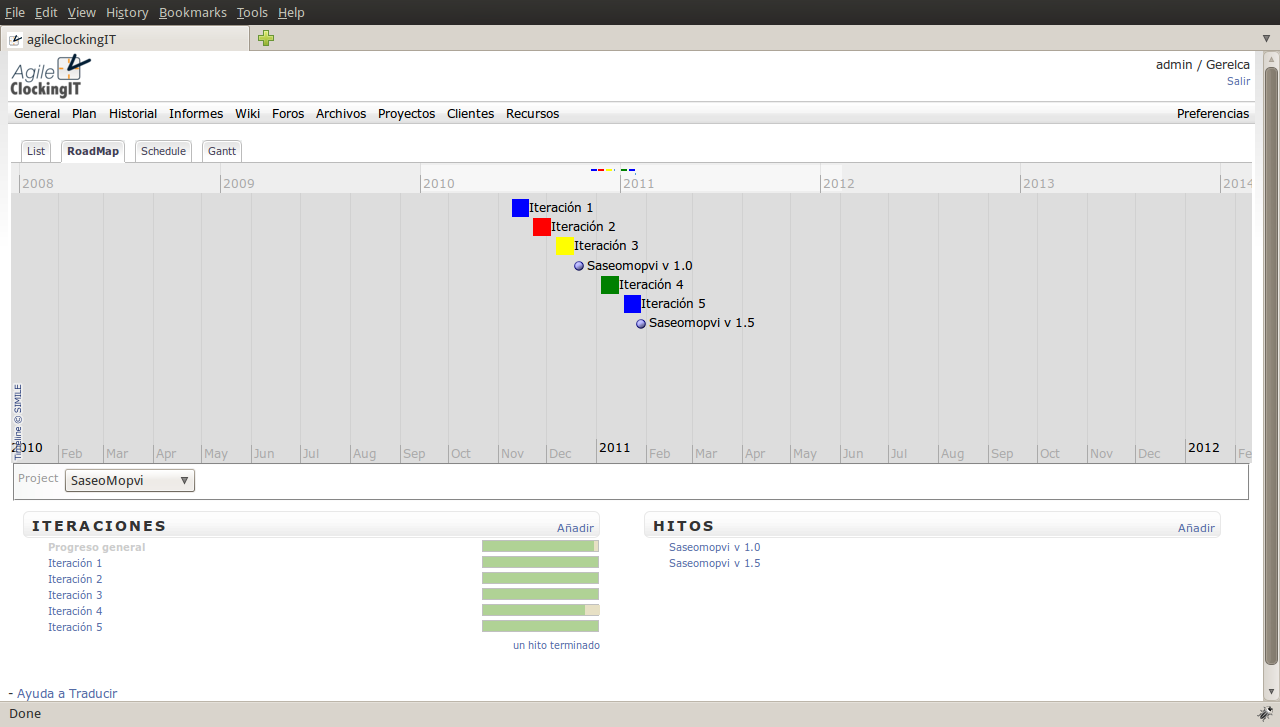 File Edit View History Bookmarks Tools Help
agileClockingIT
Agile
ClockingIT
admin / Gerelca
Salir
General Plan Historial Informes Wiki Foros Archivos Proyectos Clientes Recursos Preferencias
List RoadMap Schedule Gantt
2008 2009 2010 2011 2012 2013 2014
Iteración 1
Iteración 2
Iteración 3
Saseomopvi v 1.0
Iteración 4
Iteración 5
Saseomopvi v 1.5
Timeline © SIMILE
2010 Feb Mar Apr May Jun Jul Aug Sep Oct Nov Dec 2011 Feb Mar Apr May Jun Jul Aug Sep Oct Nov Dec 2012 Fe
Project SaseoMopvi
ITERACIONES Añadir
Progreso general
Iteración 1
Iteración 2
Iteración 3
Iteración 4
Iteración 5
un hito terminado
HITOS Añadir
Saseomopvi v 1.0
Saseomopvi v 1.5
- Ayuda a Traducir
Done